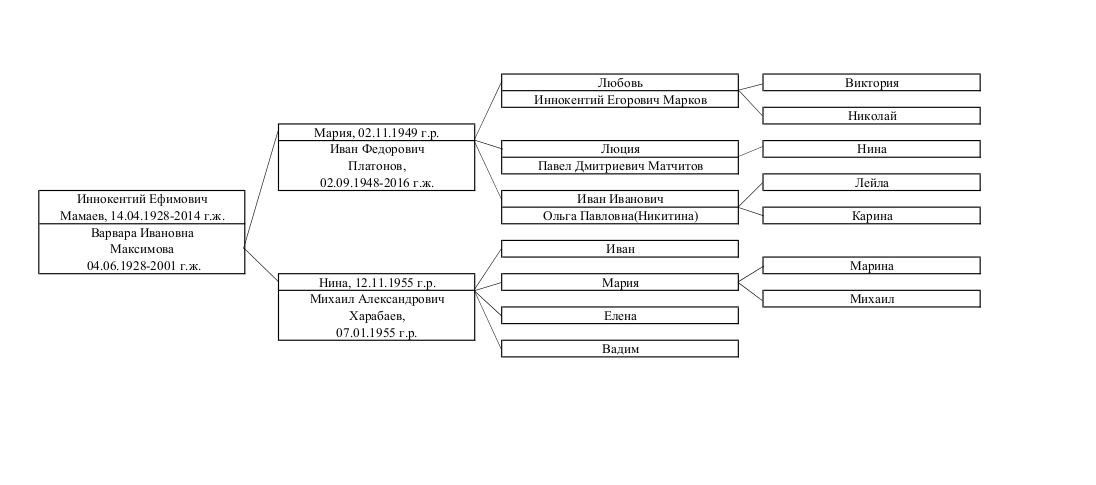 Иннокентий Ефимович
Мамаев, 14.04.1928-2014 г.ж.
Варвара Ивановна
Максимова
04.06.1928-2001 г.ж.
Мария, 02.11.1949 г.р.
Иван Федорович
Платонов,
02.09.1948-2016 г.ж.
Нина, 12.11.1955 г.р.
Михаил Александрович
Харабаев,
07.01.1955 г.р.
Любовь
Иннокентий Егорович Марков
Люция
Павел Дмитриевич Матчитов
Иван Иванович
Ольга Павловна(Никитина)
Иван
Мария
Елена
Вадим
Виктория
Николай
Нина
Лейла
Карина
Марина
Михаил